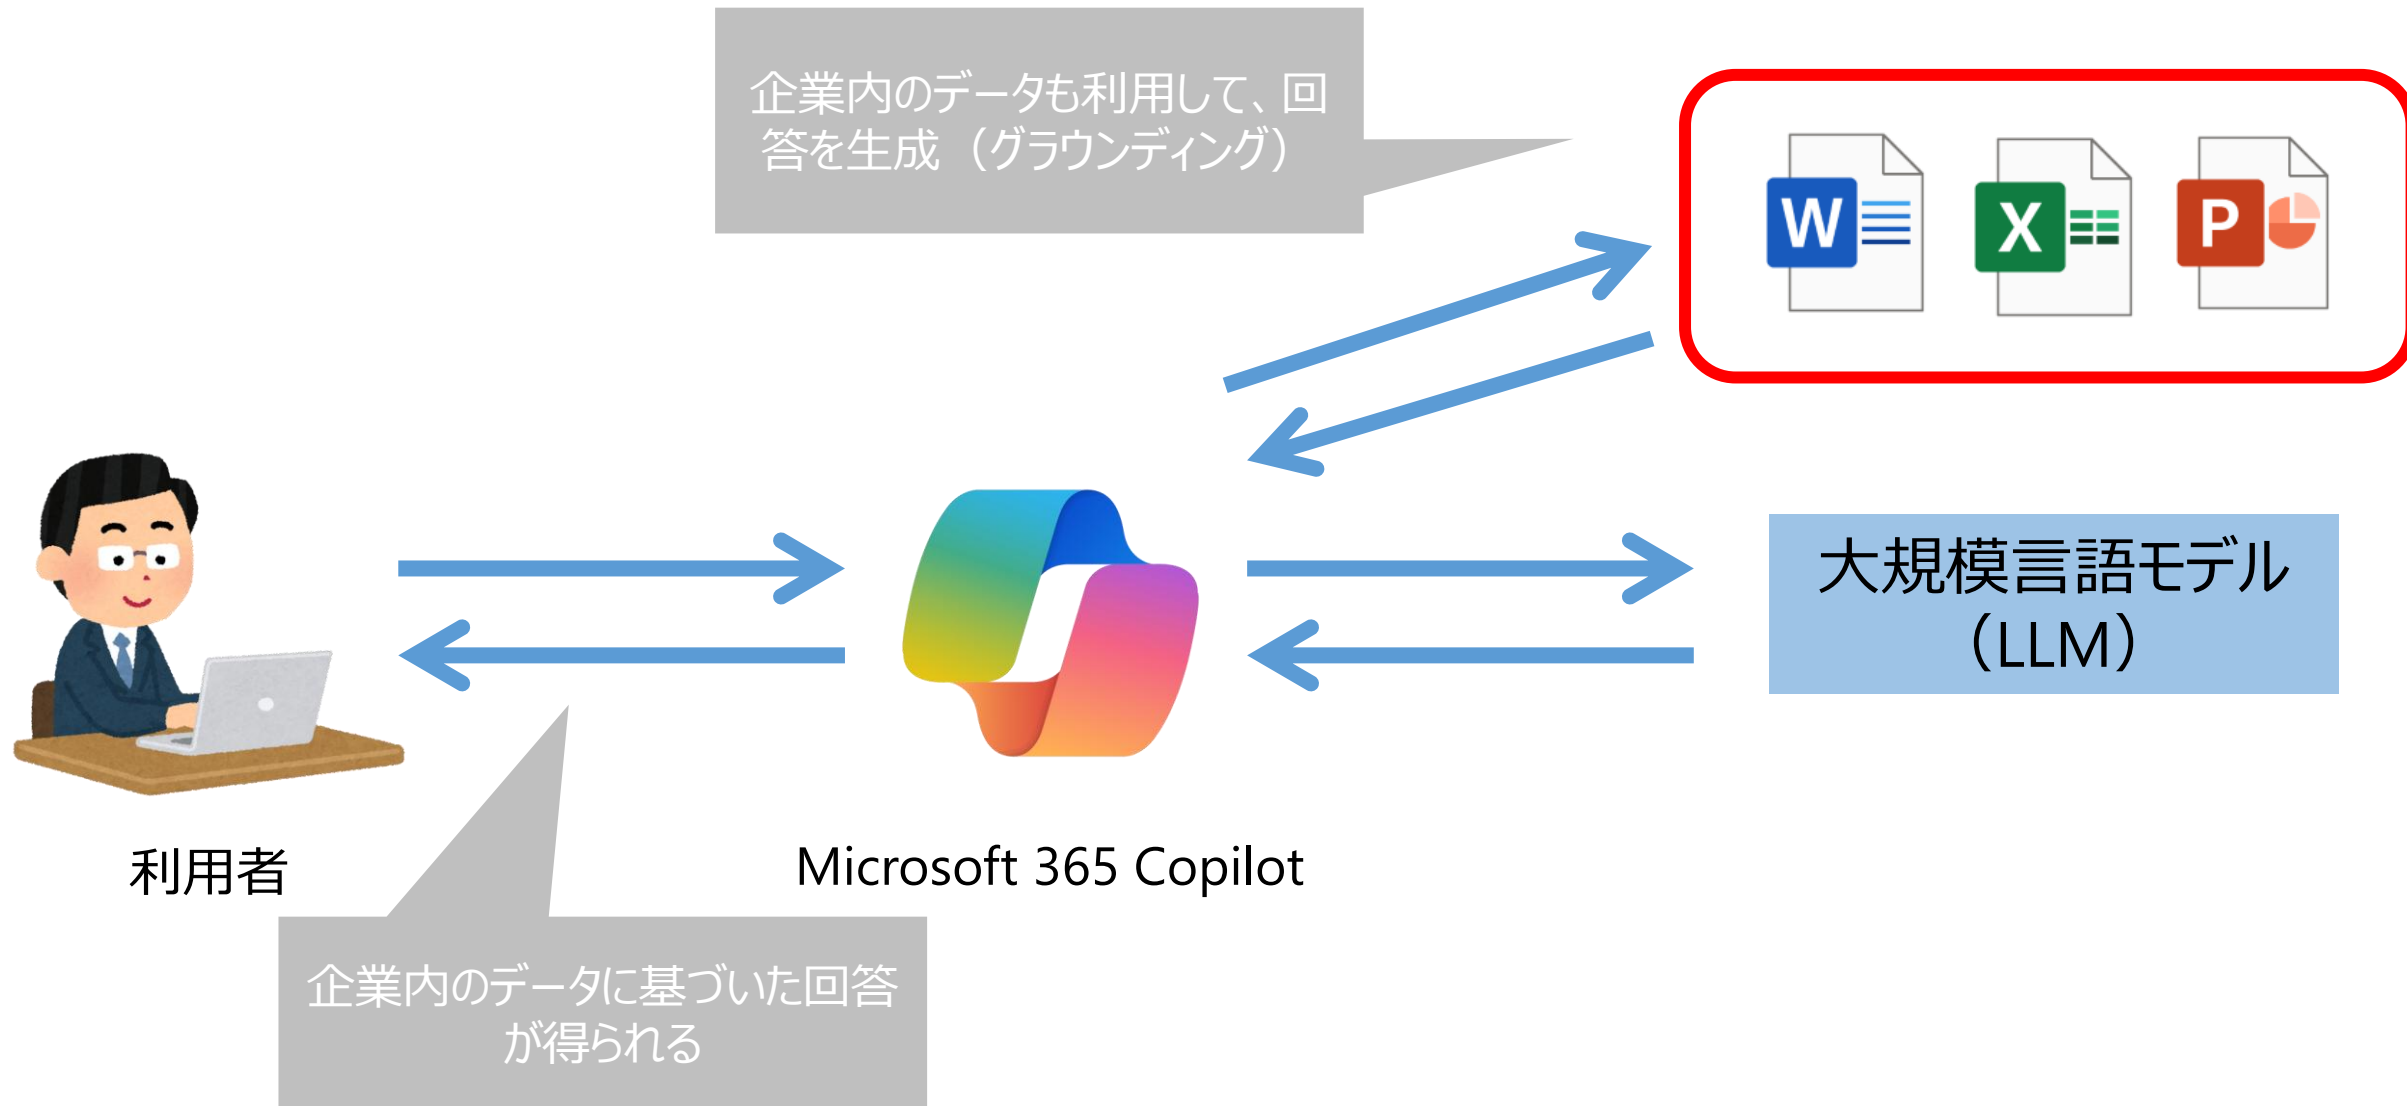 企業内のデータも利用して、回
答を生成（グラウンディング）
W
X
P
大規模言語モデル
（LLM）
利用者
Microsoft 365 Copilot
企業内のデータに基づいた回答
が得られる